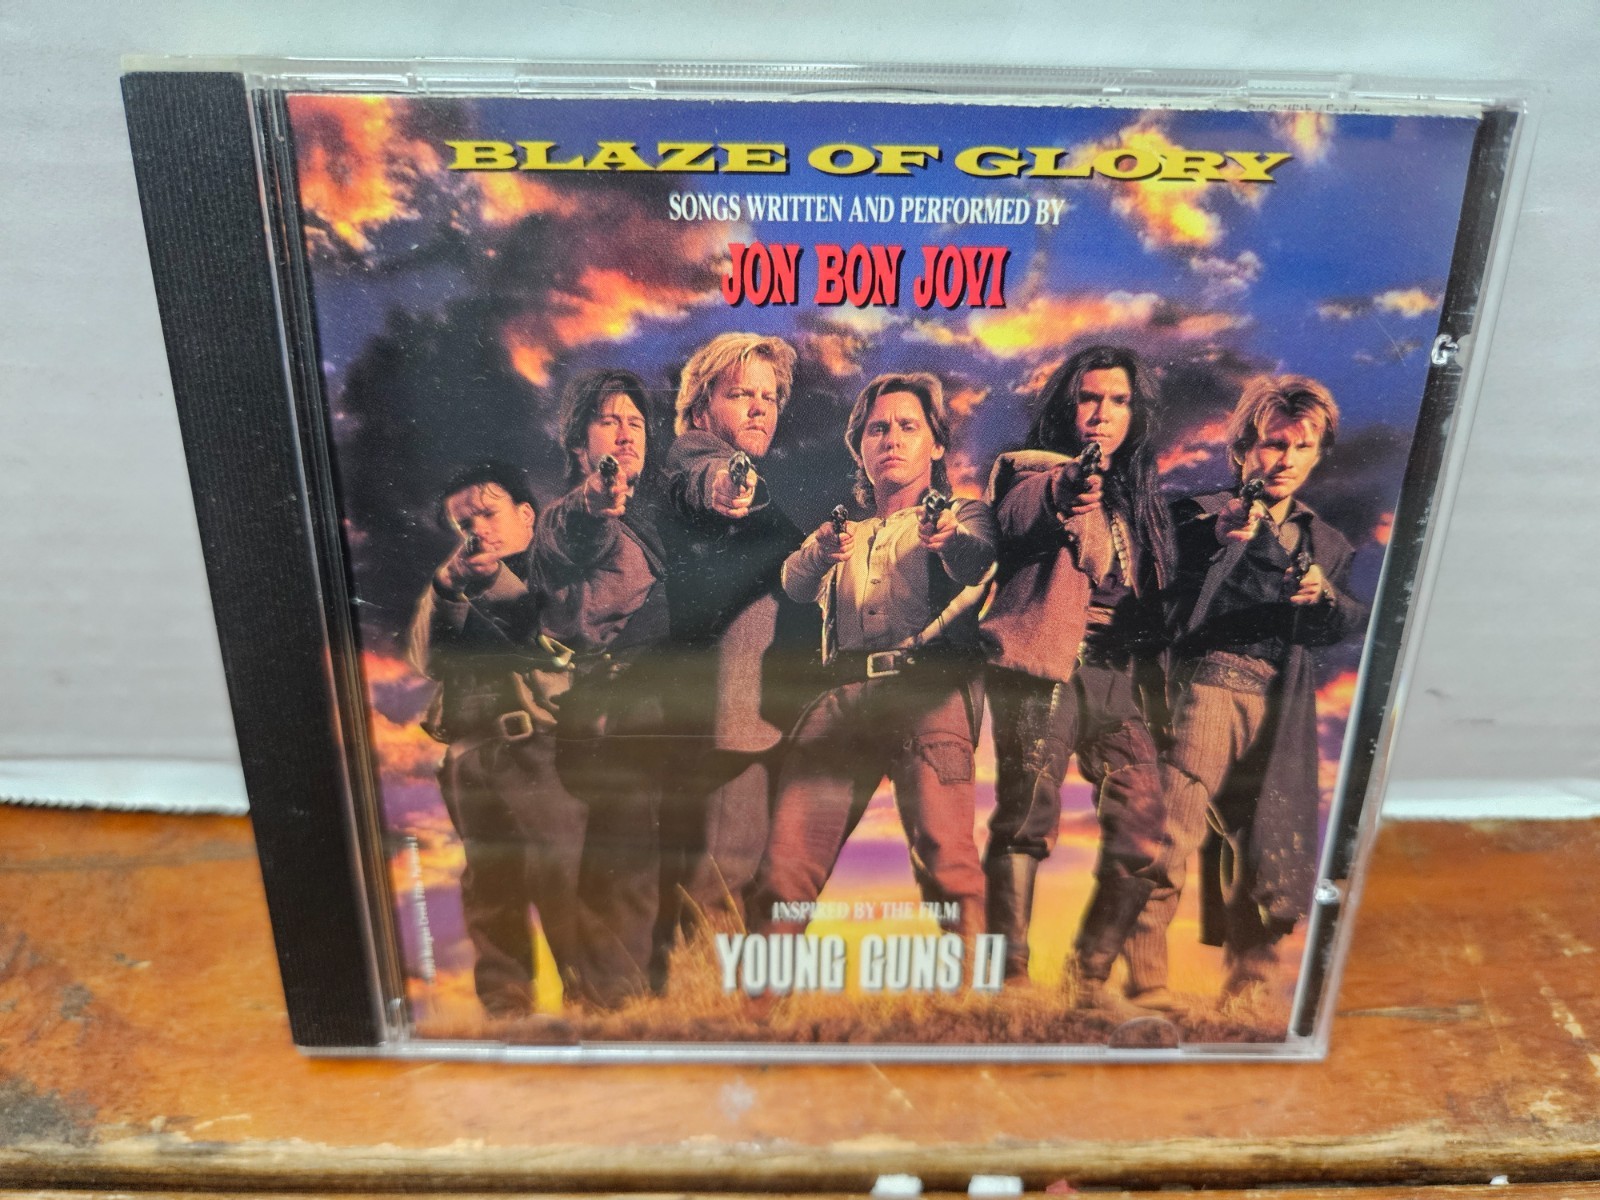 BLAZE OF GLORY
SONGS WRITTEN AND PERFORMED BY
JON BON JOVI
INSPIRED BY THE FILM
YOUNG GUNS II